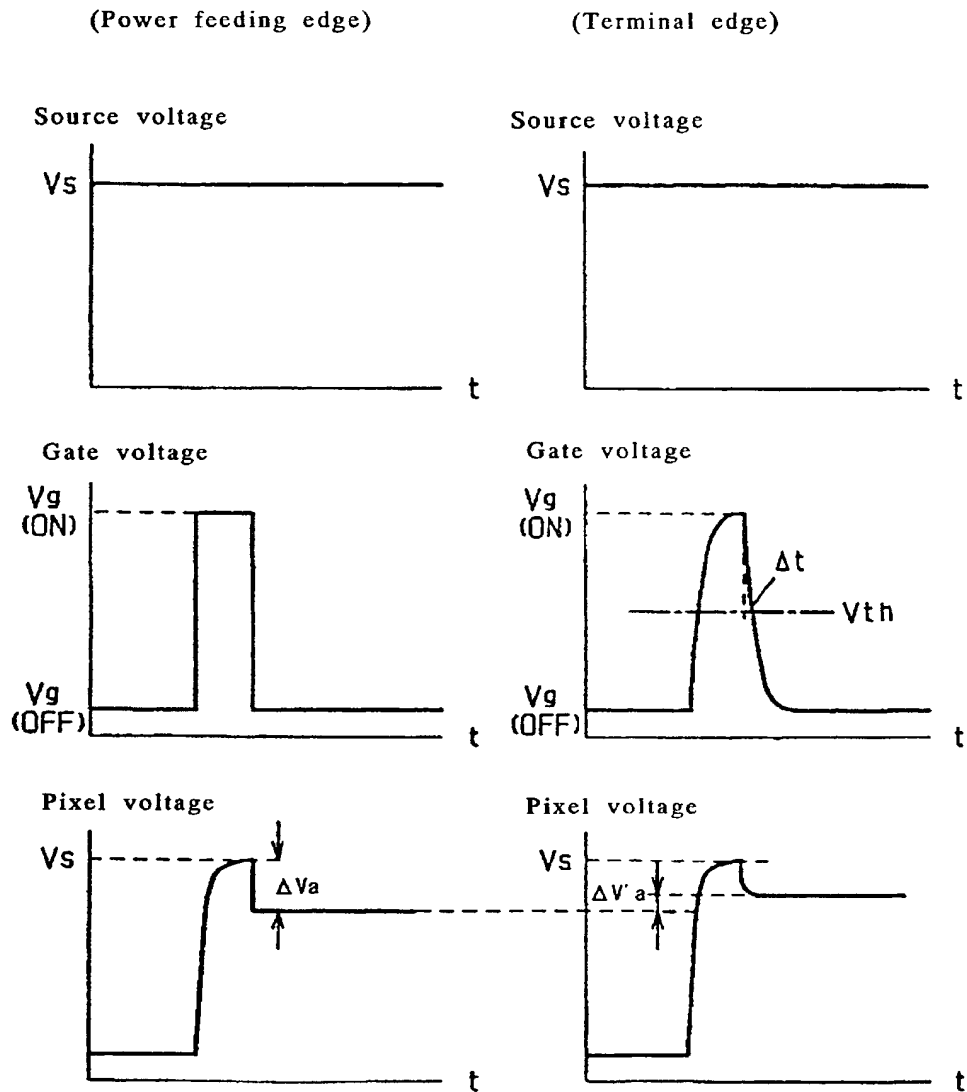 (Power feeding edge)
(Terminal edge)
Source voltage
Vs
t
Source voltage
Vs
t
Gate voltage
Vg
(ON)
Vg
(OFF)
t
Gate voltage
Vg
(ON)
Δt
Vth
Vg
(OFF)
t
Pixel voltage
Vs
ΔVa
t
Pixel voltage
Vs
ΔV'a
t